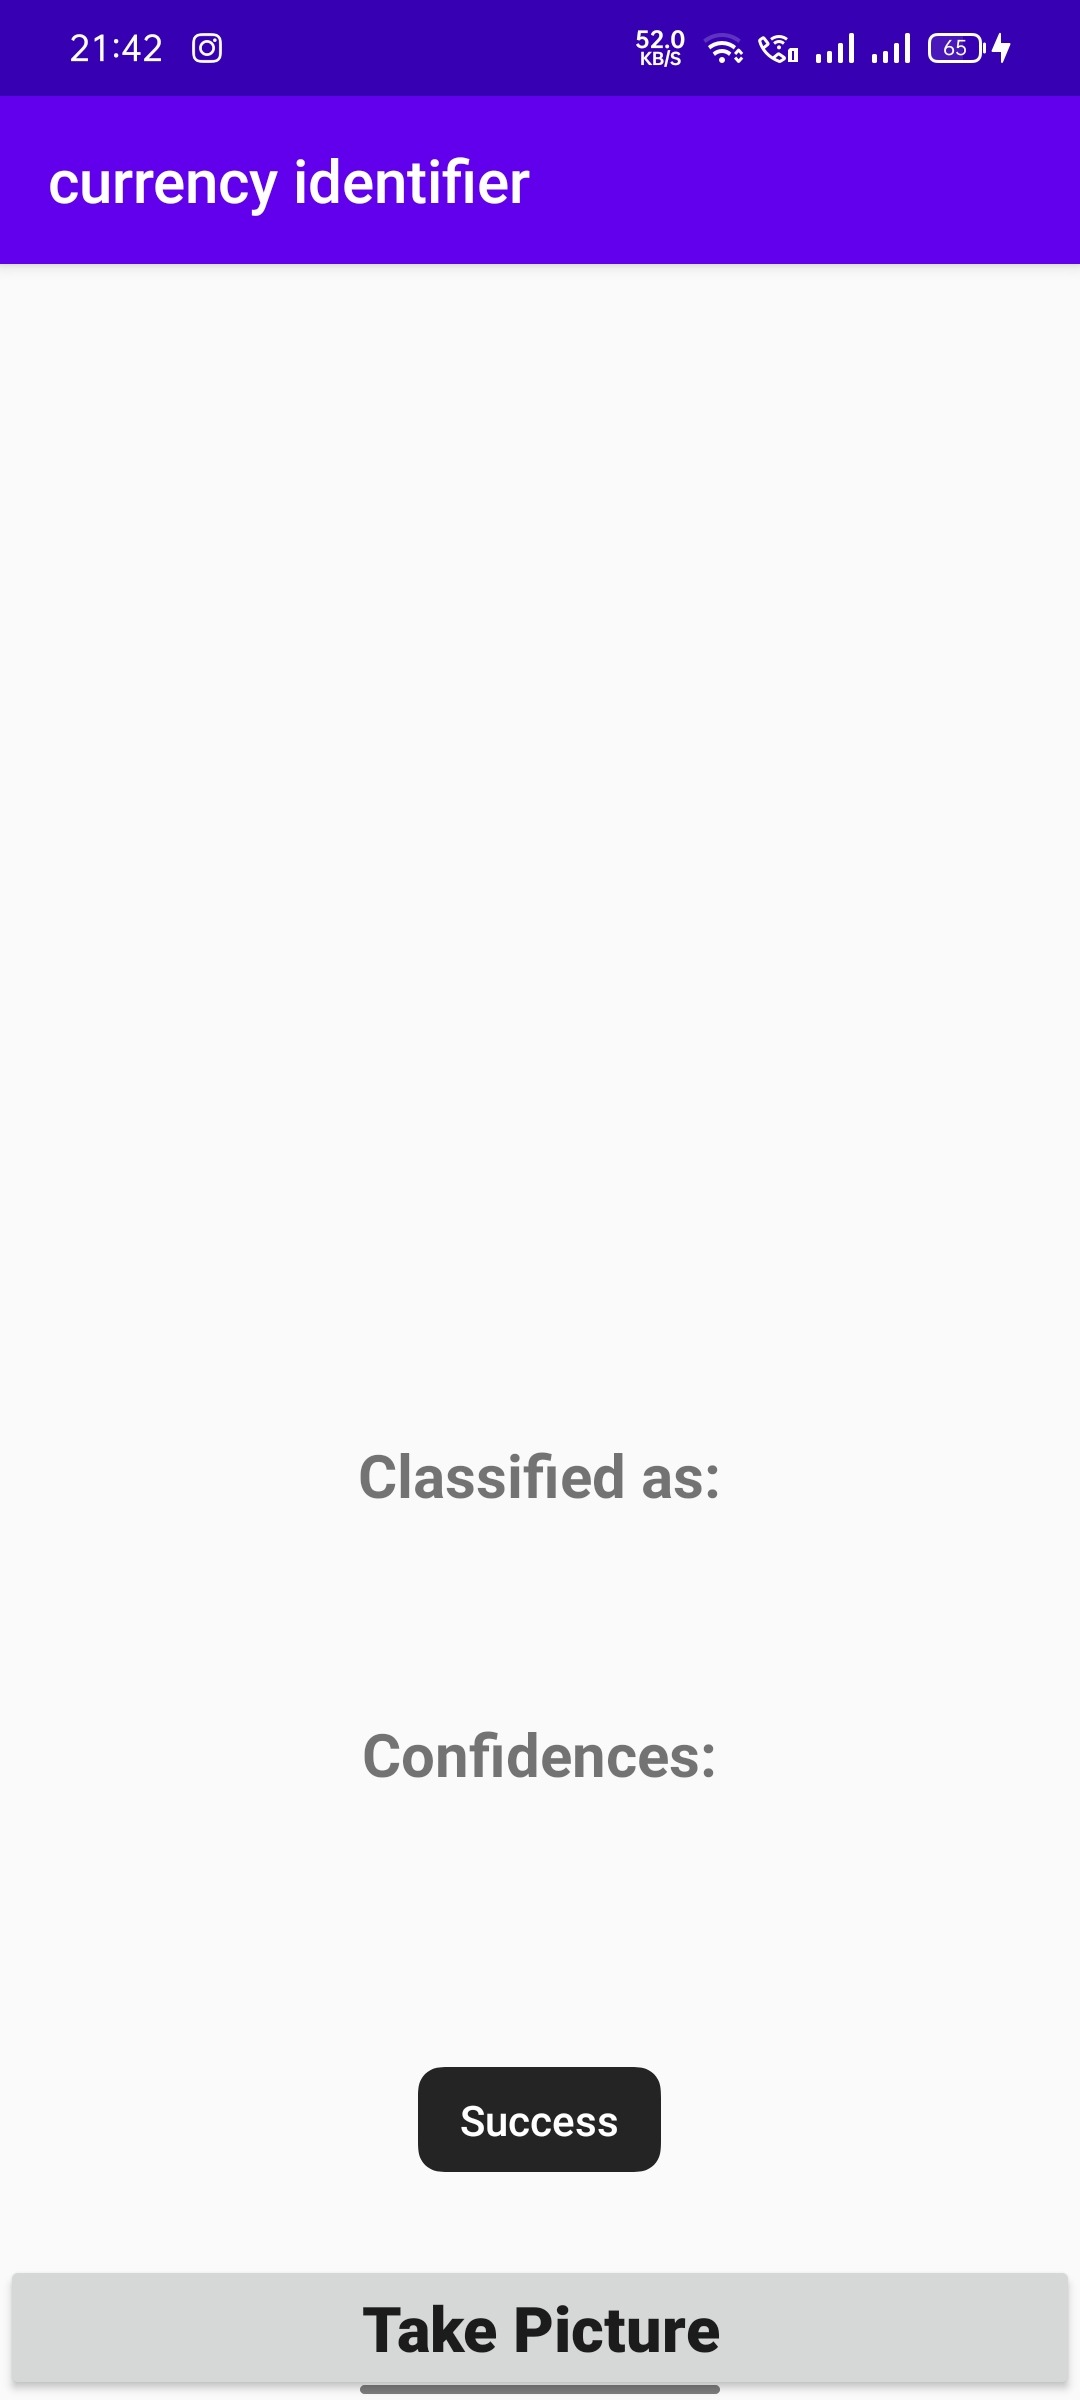 21:42
52.0
KB/S
65
currency identifier
Classified as:
Confidences:
Success
Take Picture